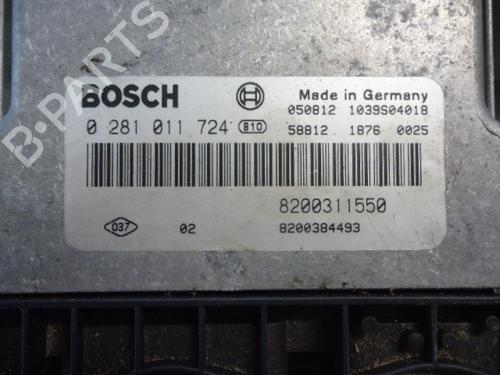 B-PARTS
BOSCH Made in Germany
050812 1039S04018
0 281 011 724 810 58812 1876 0025
8200311550
037 02 8200384493